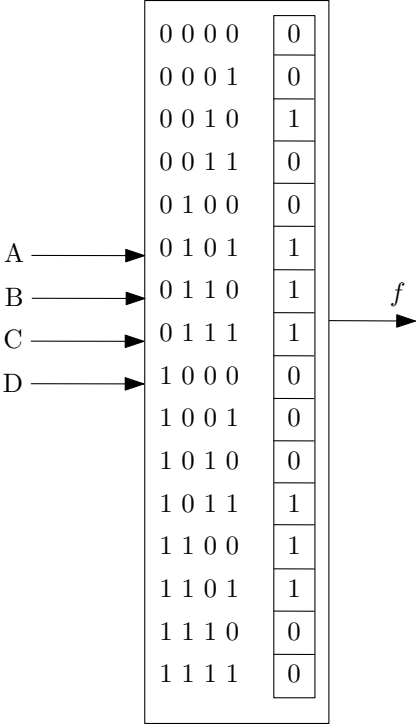 0 0 0 0 0
0 0 0 1 0
0 0 1 0 1
0 0 1 1 0
0 1 0 0 0
A
0 1 0 1 1
B
0 1 1 0 1
f
C
0 1 1 1 1
D
1 0 0 0 0
1 0 0 1 0
1 0 1 0 0
1 0 1 1 1
1 1 0 0 1
1 1 0 1 1
1 1 1 0 0
1 1 1 1 0